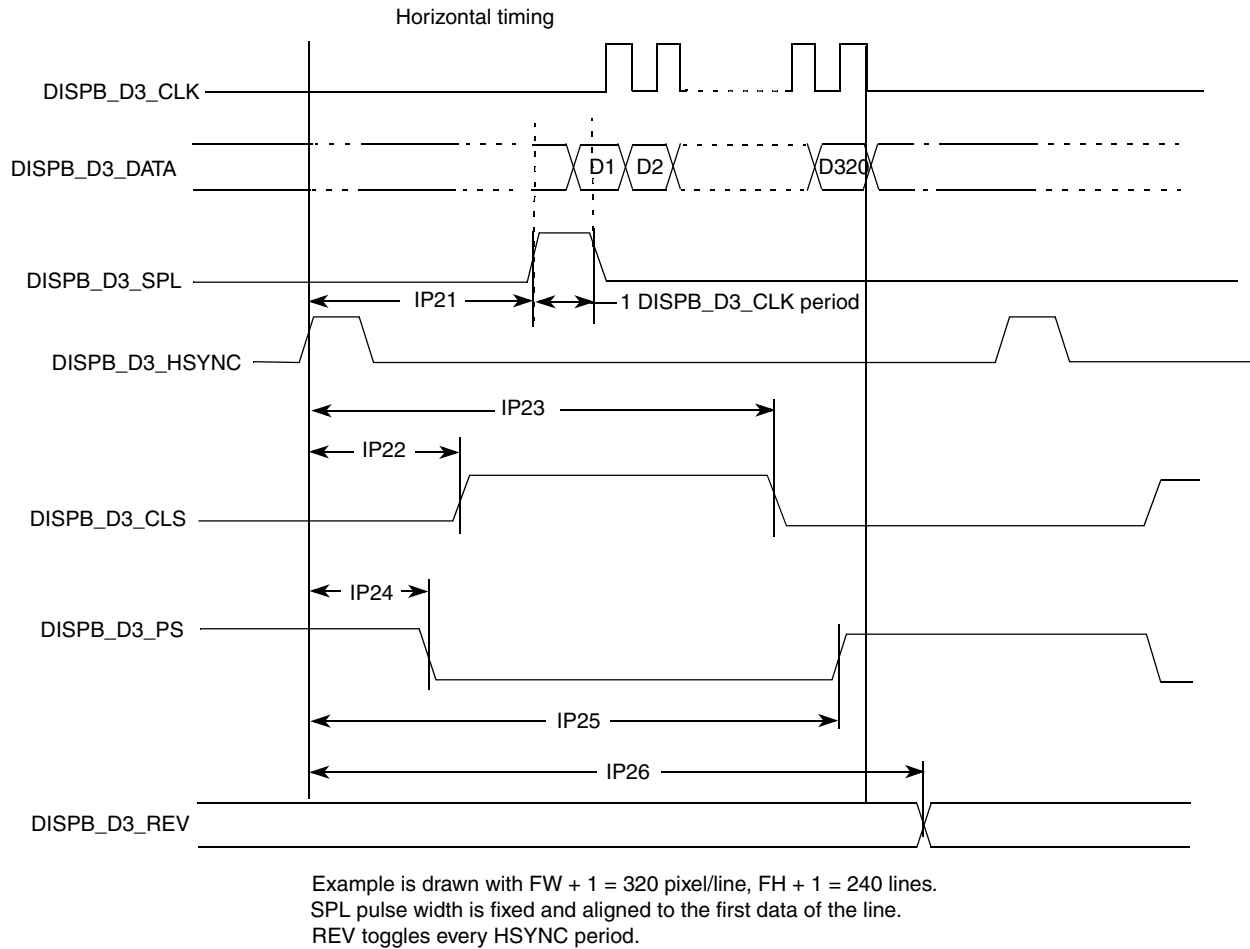 Horizontal timing
DISPB_D3_CLK
DISPB_D3_DATA
D1
D2
D320
DISPB_D3_SPL
IP21
1 DISPB_D3_CLK period
DISPB_D3_HSYNC
IP23
IP22
DISPB_D3_CLS
IP24
DISPB_D3_PS
IP25
IP26
DISPB_D3_REV
Example is drawn with FW + 1 = 320 pixel/line, FH + 1 = 240 lines.
SPL pulse width is fixed and aligned to the first data of the line.
REV toggles every HSYNC period.